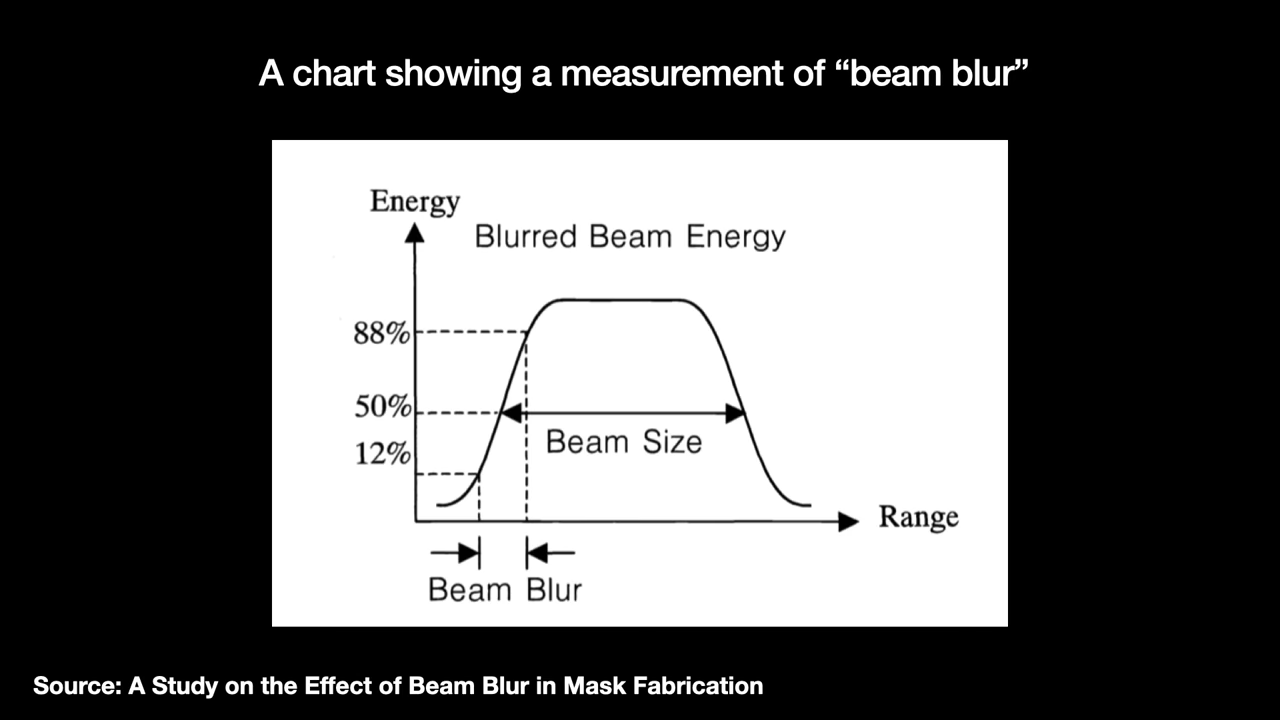 A chart showing a measurement of “beam blur”
Energy
Blurred Beam Energy
88%
50%
12%
Beam Size
Range
Beam Blur
Source: A Study on the Effect of Beam Blur in Mask Fabrication